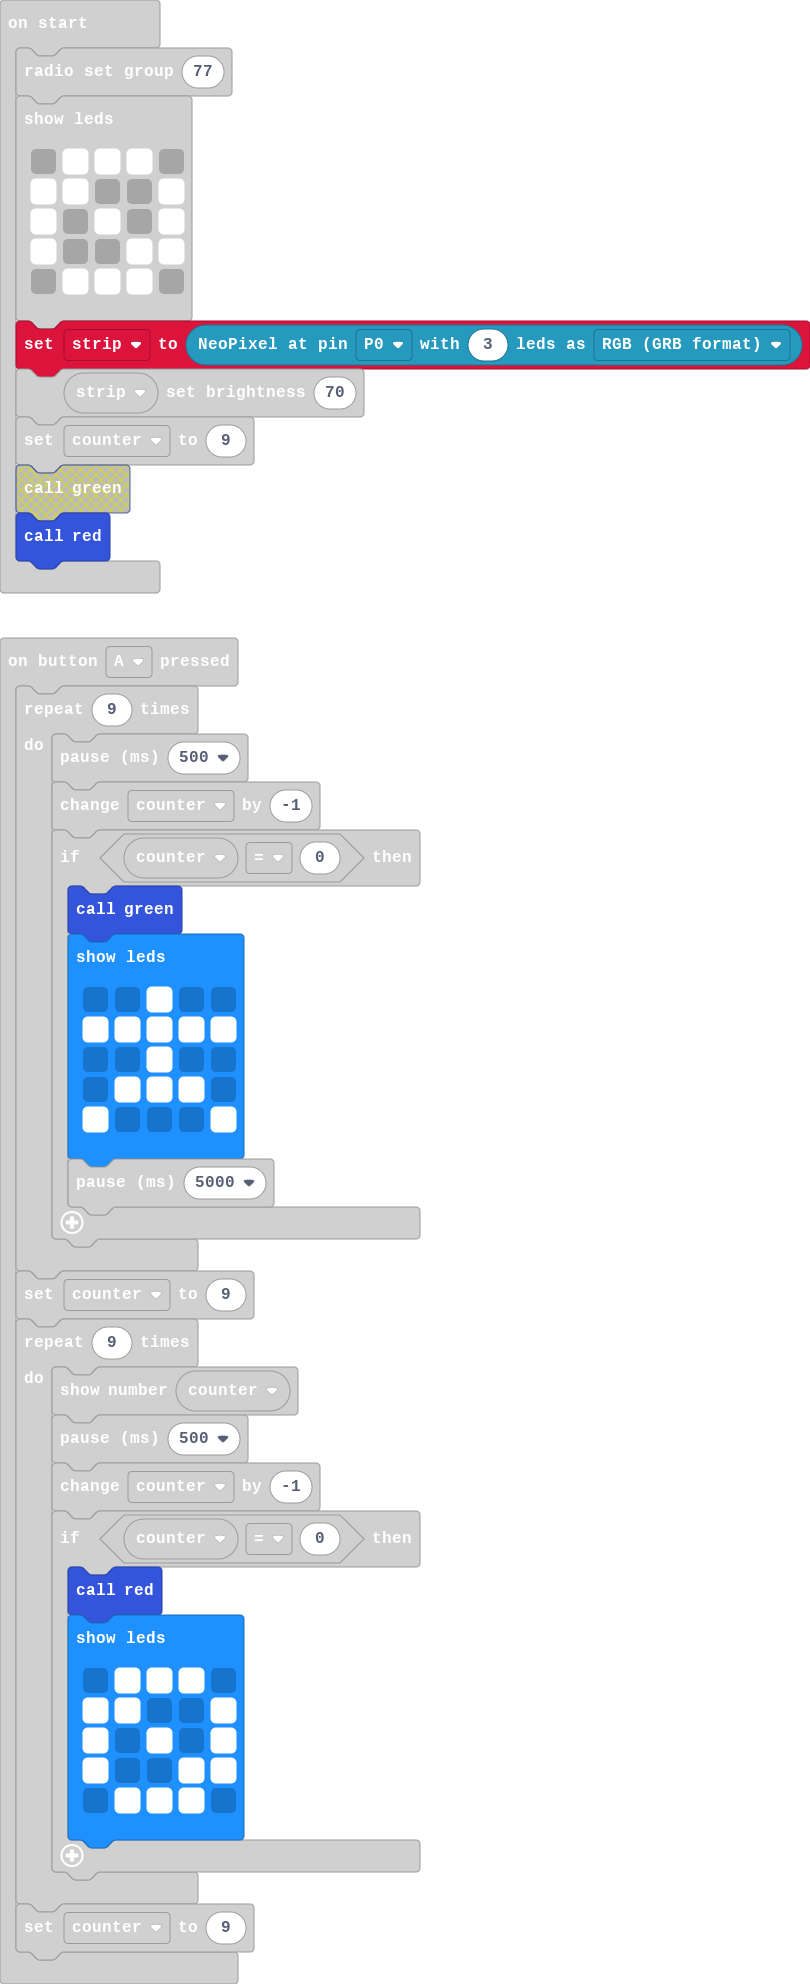 on start
radio set group 77
show leds
set strip to NeoPixel at pin P0 with 3 leds as RGB (GRB format)
strip set brightness 70
set counter to 9
call green
call red
on button A pressed
repeat 9 times
do
pause (ms) 500
change counter by -1
if counter = 0 then
call green
show leds
pause (ms) 5000
set counter to 9
repeat 9 times
do
show number counter
pause (ms) 500
change counter by -1
if counter = 0 then
call red
show leds
set counter to 9